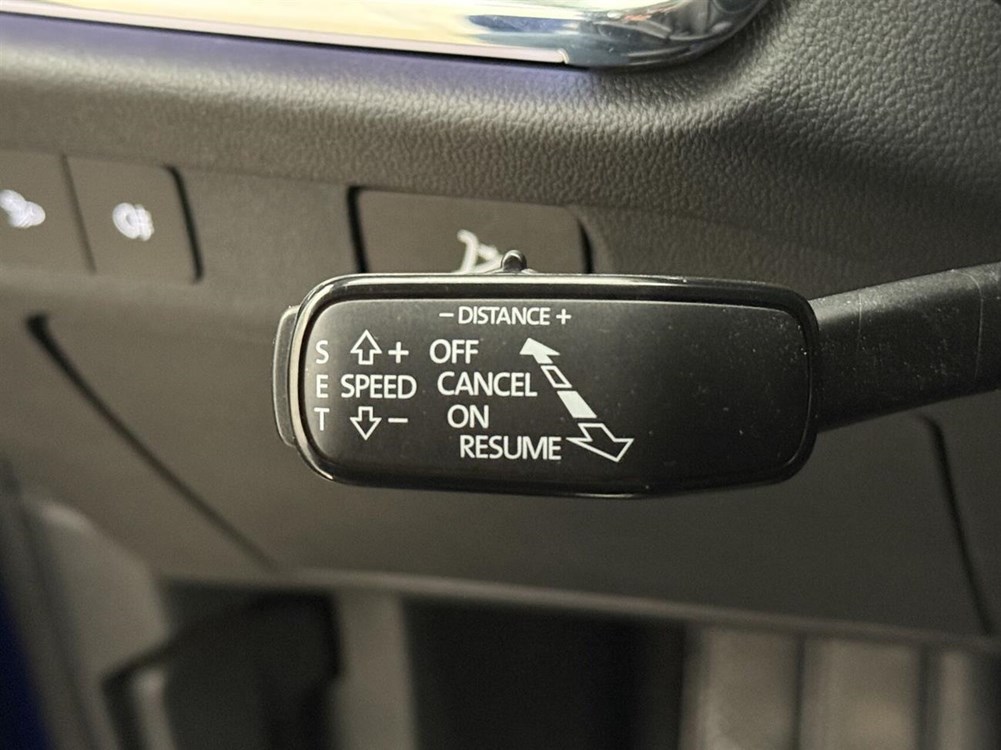 − DISTANCE +
S + OFF
E SPEED CANCEL
T − ON
RESUME